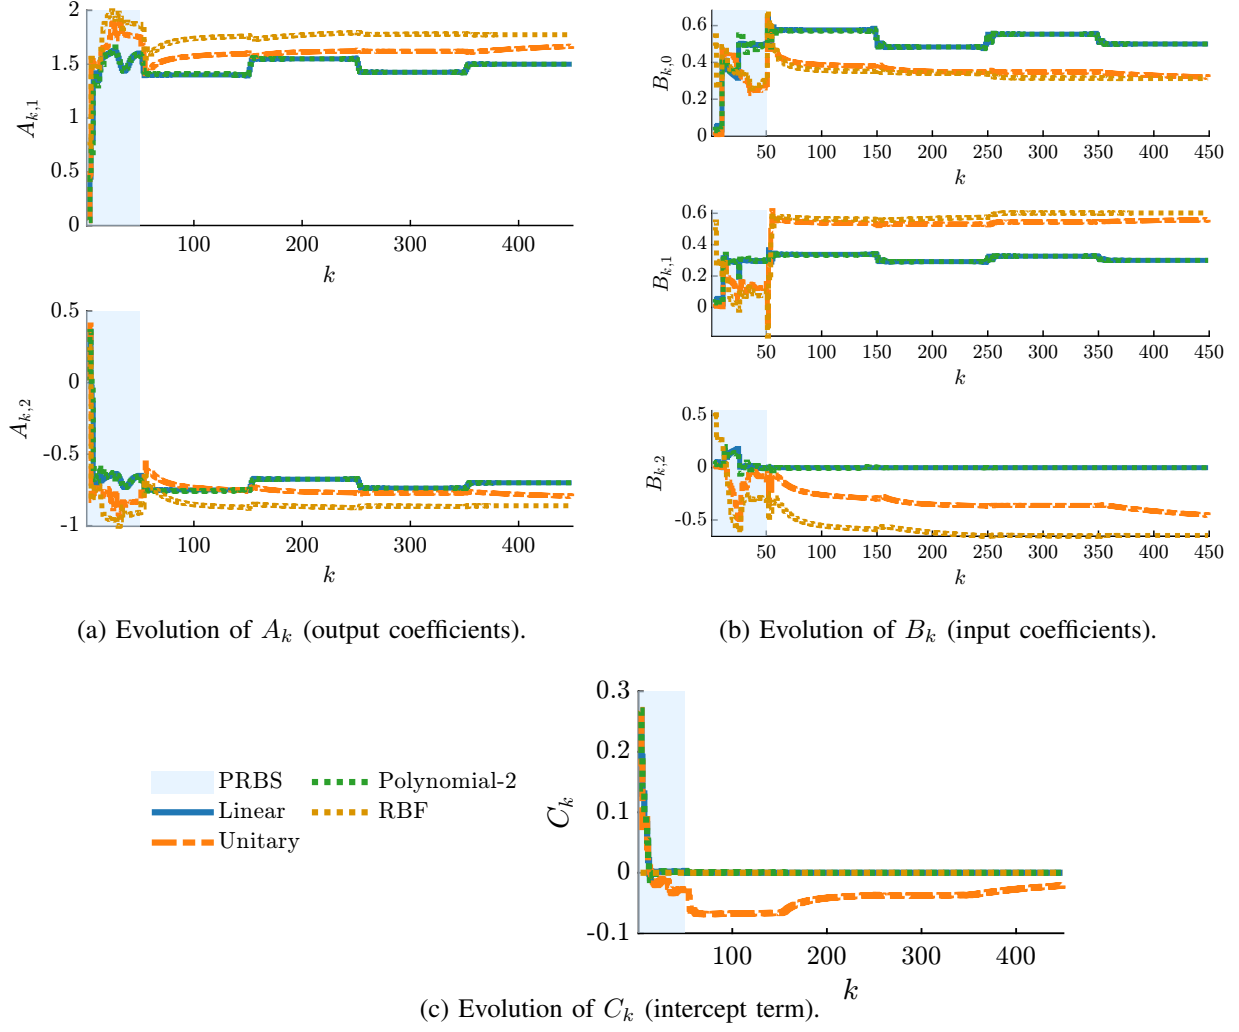 2
1.5
1
0.5
0
A_{k,1}
100 200 300 400
k
0.5
0
-0.5
-1
A_{k,2}
100 200 300 400
k
(a) Evolution of A_k (output coefficients).
0.6
0.4
0.2
0
B_{k,0}
50 100 150 200 250 300 350 400 450
k
0.6
0.4
0.2
0
B_{k,1}
50 100 150 200 250 300 350 400 450
k
0.5
0
-0.5
B_{k,2}
50 100 150 200 250 300 350 400 450
k
(b) Evolution of B_k (input coefficients).
PRBS
Linear
Unitary
Polynomial-2
RBF
0.3
0.2
0.1
0
-0.1
C_k
100 200 300 400
k
(c) Evolution of C_k (intercept term).